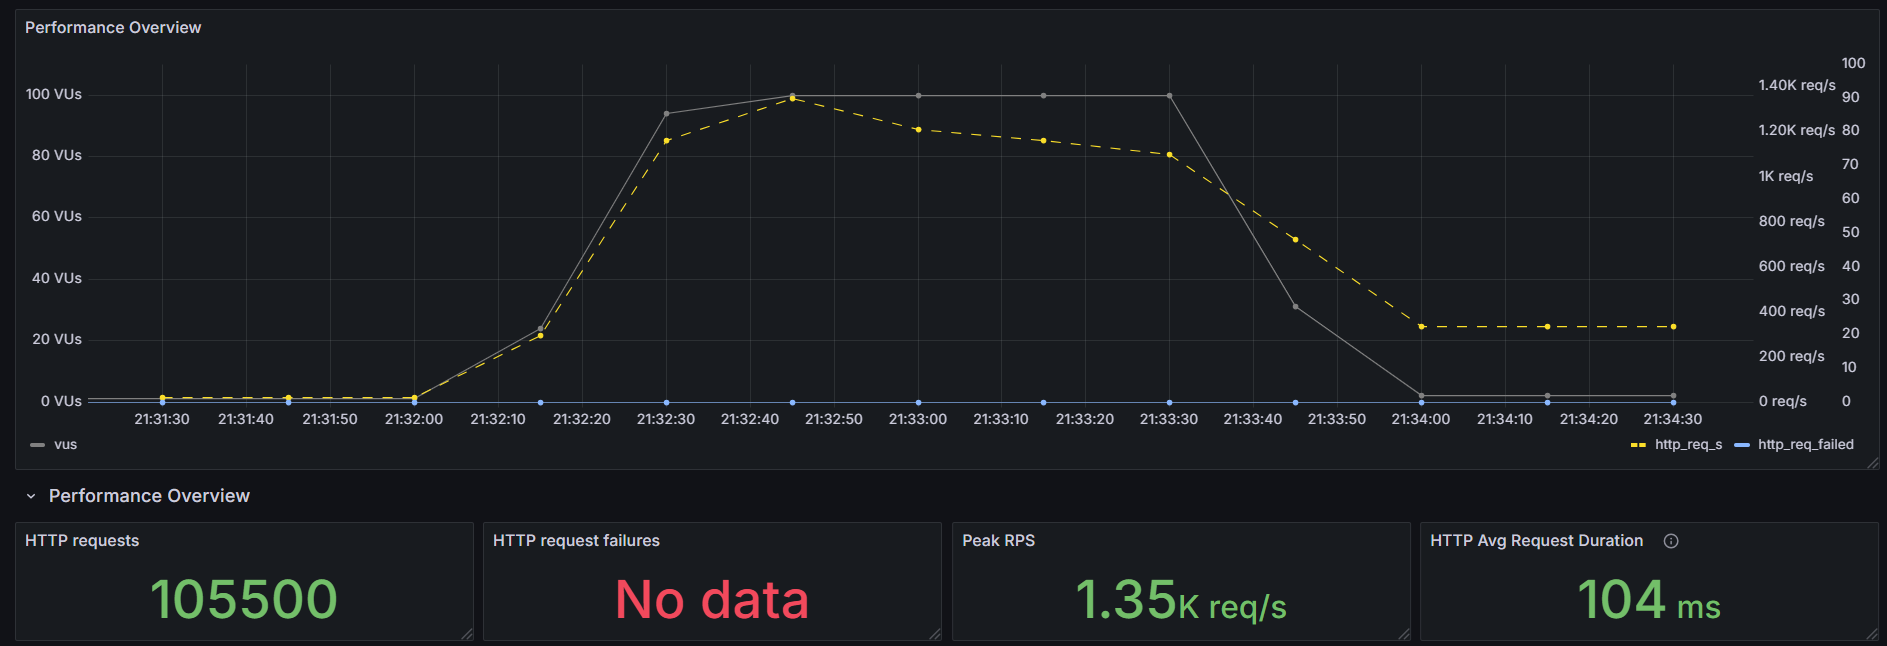 Performance Overview
100 VUs
80 VUs
60 VUs
40 VUs
20 VUs
0 VUs
1.40K req/s
1.20K req/s
1K req/s
800 req/s
600 req/s
400 req/s
200 req/s
0 req/s
100
90
80
70
60
50
40
30
20
10
0
21:31:30 21:31:40 21:31:50 21:32:00 21:32:10 21:32:20 21:32:30 21:32:40 21:32:50 21:33:00 21:33:10 21:33:20 21:33:30 21:33:40 21:33:50 21:34:00 21:34:10 21:34:20 21:34:30
vus http_req_s http_req_failed
Performance Overview
HTTP requests
105500
HTTP request failures
No data
Peak RPS
1.35K req/s
HTTP Avg Request Duration
104 ms